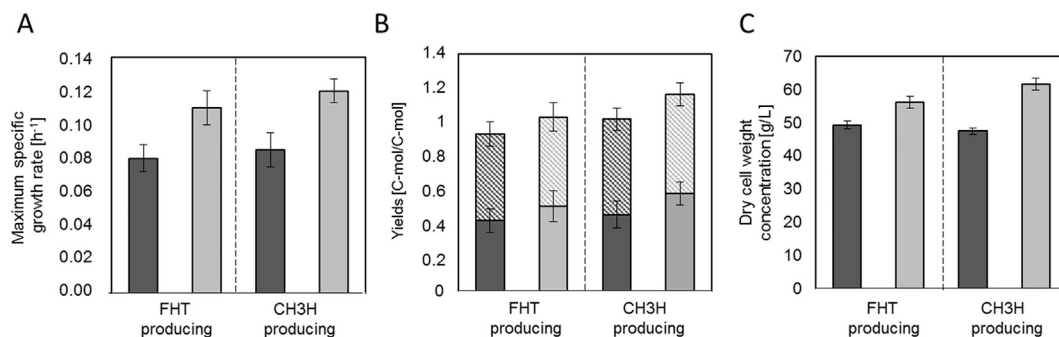 A
Maximum specific
growth rate [h-1]
0.14
0.12
0.10
0.08
0.06
0.04
0.02
0.00
FHT
producing
CH3H
producing
B
Yields [C-mol/C-mol]
1.4
1.2
1
0.8
0.6
0.4
0.2
0
FHT
producing
CH3H
producing
C
Dry cell weight
concentration [g/L]
70
60
50
40
30
20
10
0
FHT
producing
CH3H
producing